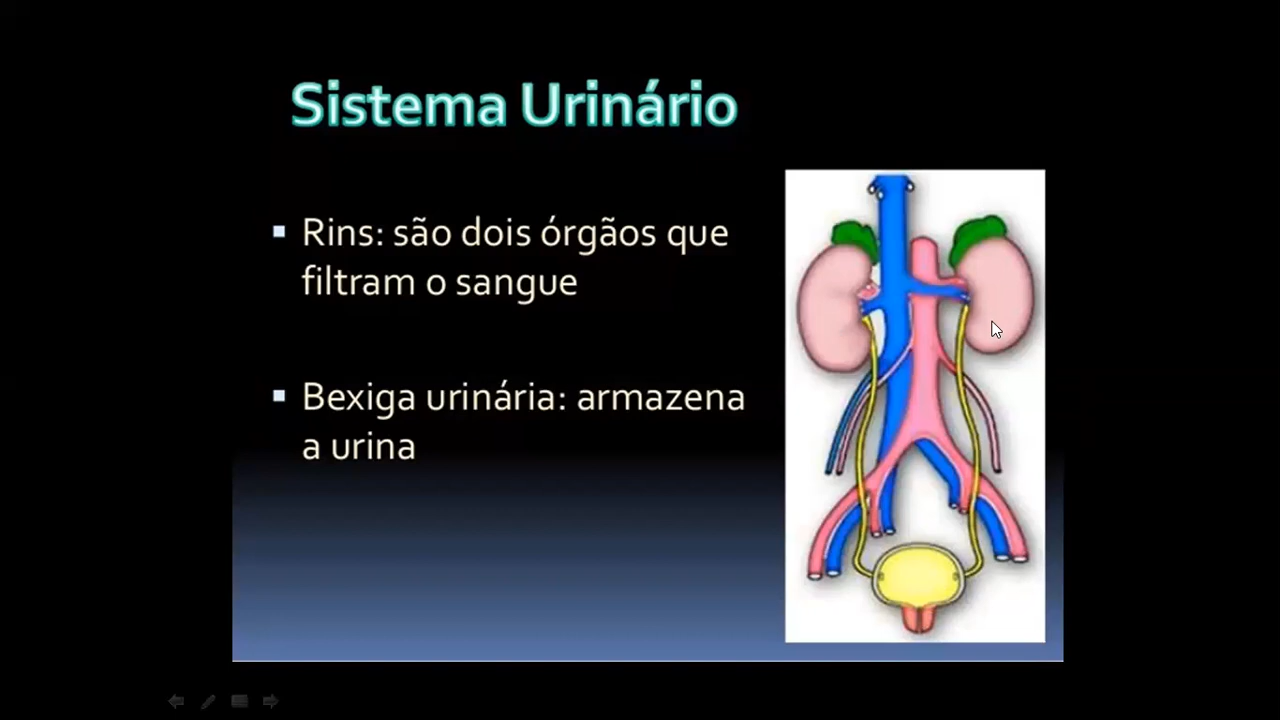 Sistema Urinário
▪ Rins: são dois órgãos que
filtram o sangue
▪ Bexiga urinária: armazena
a urina